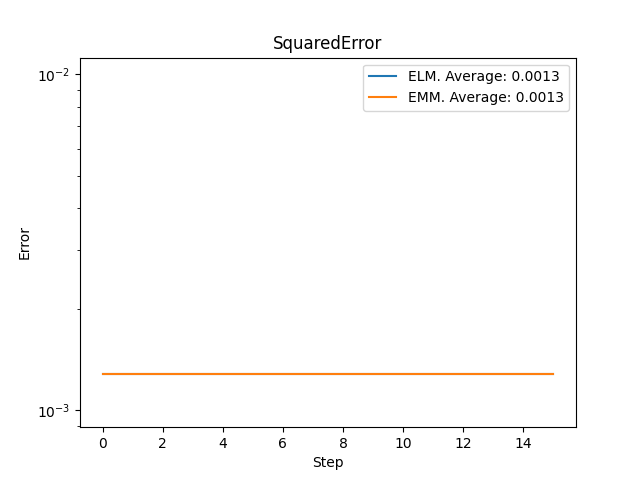 SquaredError
ELM. Average: 0.0013
EMM. Average: 0.0013
10⁻²
10⁻³
Error
0 2 4 6 8 10 12 14
Step